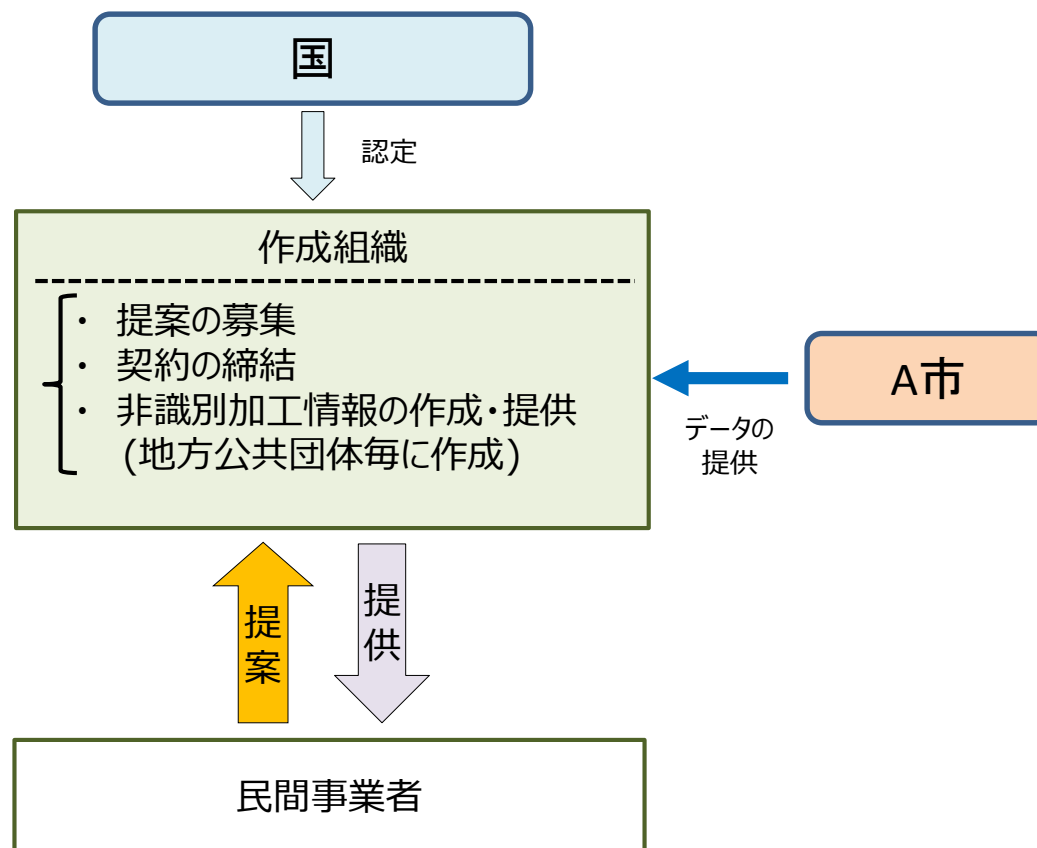 国
認定
作成組織
・ 提案の募集
・ 契約の締結
・ 非識別加工情報の作成・提供
(地方公共団体毎に作成)
A市
データの
提供
提案
提供
民間事業者